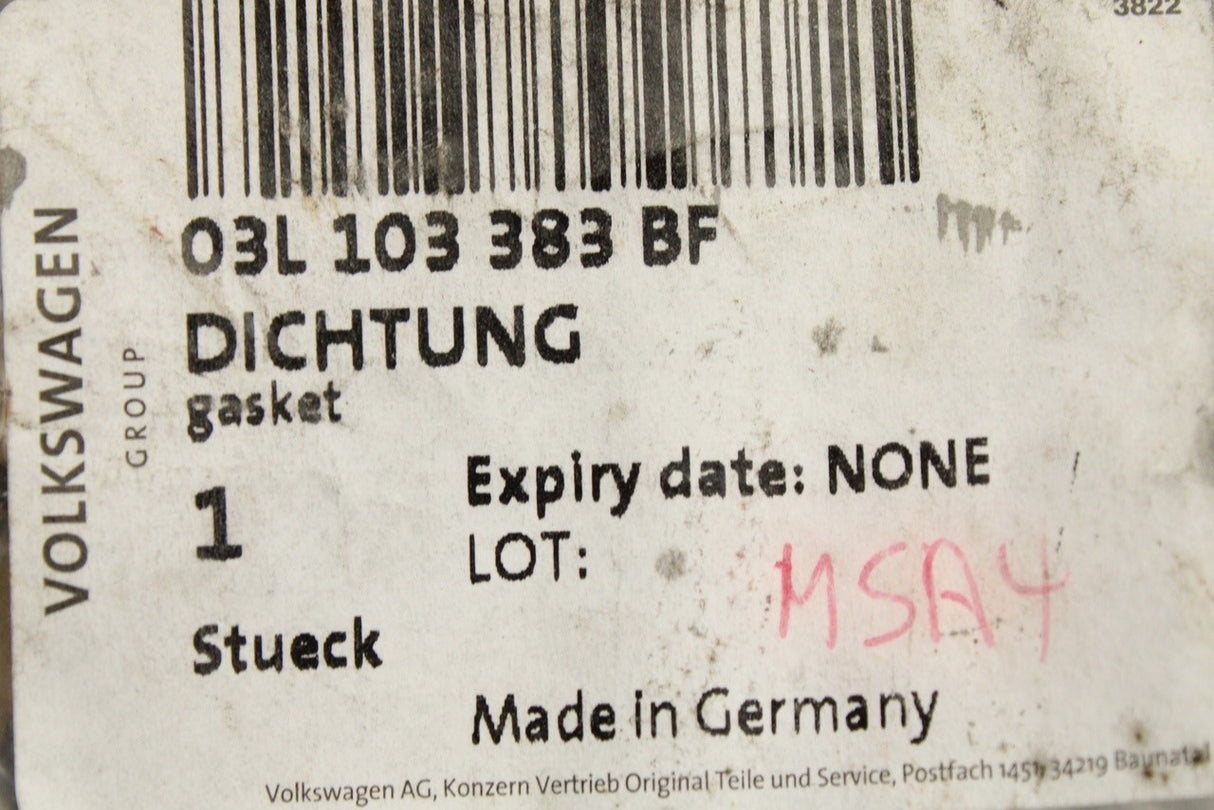 3822
VOLKSWAGEN
GROUP
03L 103 383 BF
DICHTUNG
gasket
1
Expiry date: NONE
LOT:
MSA4
Stueck
Made in Germany
Volkswagen AG, Konzern Vertrieb Original Teile und Service, Postfach 1451, 34219 Baunatal